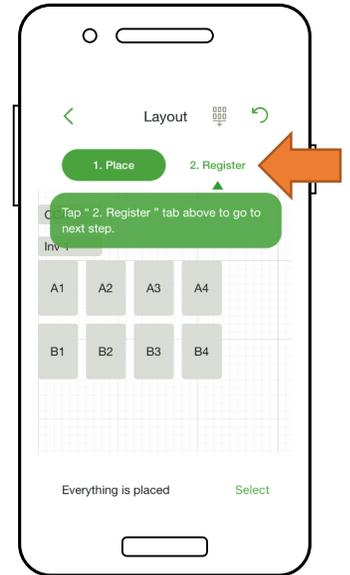 Layout
1. Place
2. Register
Tap “ 2. Register ” tab above to go to
next step.
A1 A2 A3 A4
B1 B2 B3 B4
Everything is placed
Select